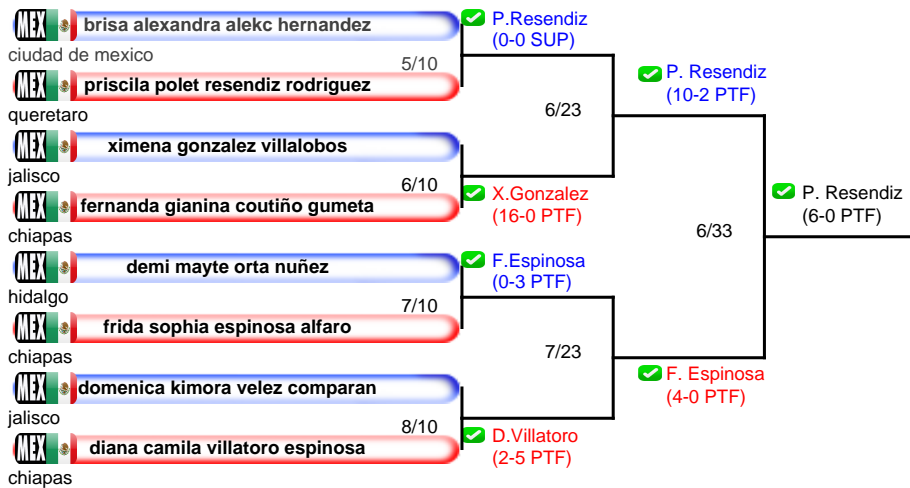 MEX brisa alexandra alekc hernandez
ciudad de mexico
5/10
MEX priscila polet resendiz rodriguez
queretaro
MEX ximena gonzalez villalobos
jalisco
6/10
MEX fernanda gianina coutiño gumeta
chiapas
MEX demi mayte orta nuñez
hidalgo
7/10
MEX frida sophia espinosa alfaro
chiapas
MEX domenica kimora velez comparan
jalisco
8/10
MEX diana camila villatoro espinosa
chiapas
P.Resendiz
(0-0 SUP)
6/23
X.Gonzalez
(16-0 PTF)
F.Espinosa
(0-3 PTF)
7/23
D.Villatoro
(2-5 PTF)
P. Resendiz
(10-2 PTF)
6/33
F. Espinosa
(4-0 PTF)
P. Resendiz
(6-0 PTF)